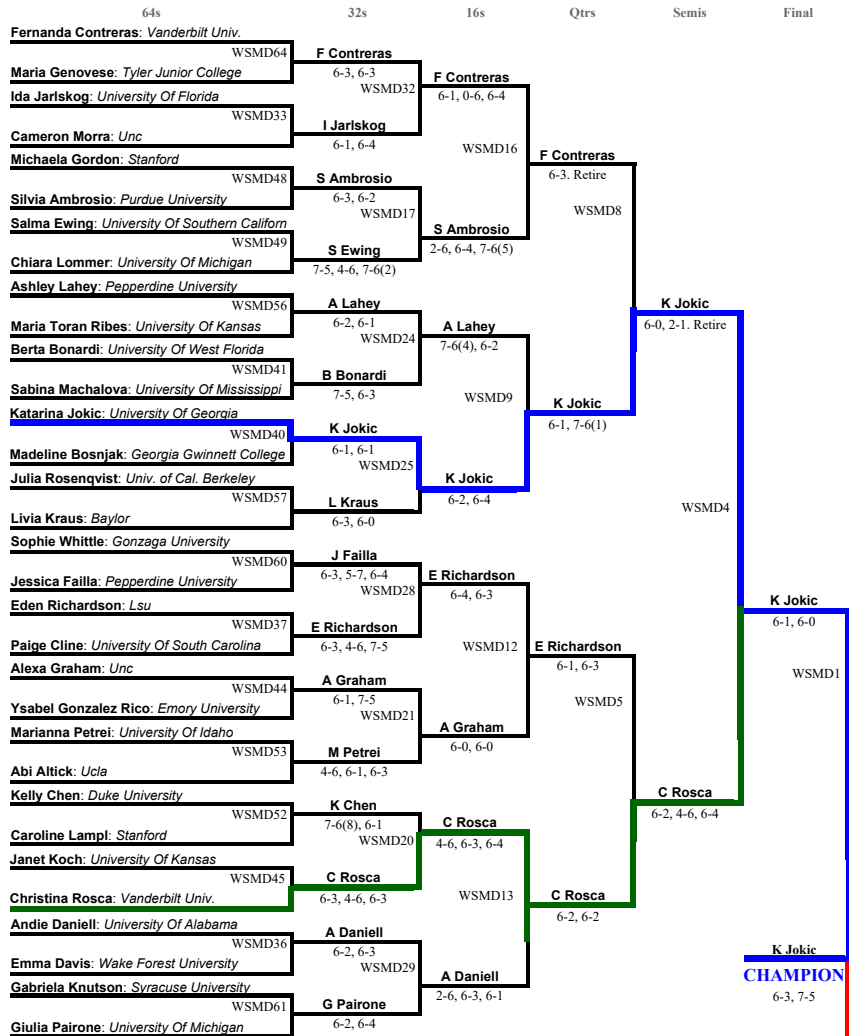 64s 32s 16s Qtrs Semis Final
Fernanda Contreras: Vanderbilt Univ.
WSMD64
F Contreras
6-3, 6-3
Maria Genovese: Tyler Junior College
WSMD32
F Contreras
6-1, 0-6, 6-4
Ida Jarlskog: University Of Florida
WSMD33
I Jarlskog
6-1, 6-4
Cameron Morra: Unc
WSMD16
F Contreras
6-3. Retire
Michaela Gordon: Stanford
WSMD48
S Ambrosio
6-3, 6-2
Silvia Ambrosio: Purdue University
WSMD17
WSMD8
Salma Ewing: University Of Southern Californ
S Ambrosio
2-6, 6-4, 7-6(5)
WSMD49
S Ewing
7-5, 4-6, 7-6(2)
Chiara Lommer: University Of Michigan
Ashley Lahey: Pepperdine University
WSMD56
A Lahey
6-2, 6-1
K Jokic
6-0, 2-1. Retire
Maria Toran Ribes: University Of Kansas
WSMD24
A Lahey
7-6(4), 6-2
Berta Bonardi: University Of West Florida
WSMD41
B Bonardi
7-5, 6-3
Sabina Machalova: University Of Mississippi
WSMD9
K Jokic
6-1, 7-6(1)
Katarina Jokic: University Of Georgia
WSMD40
K Jokic
6-1, 6-1
Madeline Bosnjak: Georgia Gwinnett College
WSMD25
K Jokic
6-2, 6-4
Julia Rosenqvist: Univ. of Cal. Berkeley
WSMD57
L Kraus
6-3, 6-0
Livia Kraus: Baylor
WSMD4
Sophie Whittle: Gonzaga University
WSMD60
J Failla
6-3, 5-7, 6-4
Jessica Failla: Pepperdine University
WSMD28
E Richardson
6-4, 6-3
Eden Richardson: Lsu
K Jokic
6-1, 6-0
WSMD37
E Richardson
6-3, 4-6, 7-5
Paige Cline: University Of South Carolina
WSMD12
E Richardson
6-1, 6-3
WSMD1
Alexa Graham: Unc
WSMD44
A Graham
6-1, 7-5
Ysabel Gonzalez Rico: Emory University
WSMD21
WSMD5
Marianna Petrei: University Of Idaho
A Graham
6-0, 6-0
WSMD53
M Petrei
4-6, 6-1, 6-3
Abi Altick: Ucla
Kelly Chen: Duke University
C Rosca
6-2, 4-6, 6-4
WSMD52
K Chen
7-6(8), 6-1
Caroline Lampl: Stanford
WSMD20
C Rosca
4-6, 6-3, 6-4
Janet Koch: University Of Kansas
WSMD45
C Rosca
6-3, 4-6, 6-3
Christina Rosca: Vanderbilt Univ.
WSMD13
C Rosca
6-2, 6-2
Andie Daniell: University Of Alabama
WSMD36
A Daniell
6-2, 6-3
Emma Davis: Wake Forest University
WSMD29
A Daniell
2-6, 6-3, 6-1
K Jokic
CHAMPION
6-3, 7-5
Gabriela Knutson: Syracuse University
WSMD61
G Pairone
6-2, 6-4
Giulia Pairone: University Of Michigan